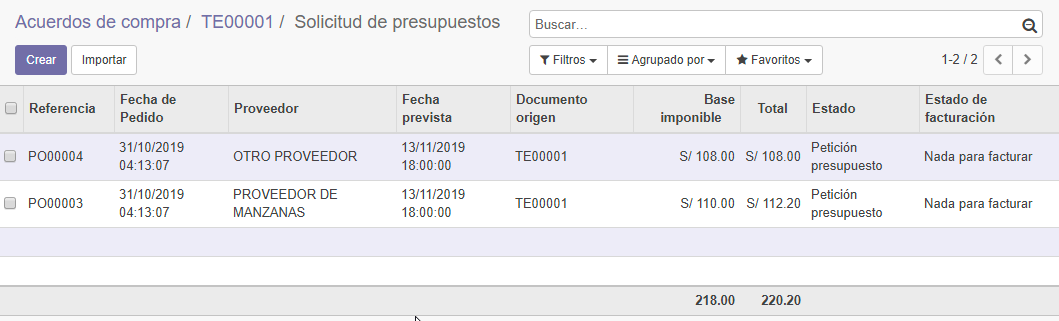 Acuerdos de compra / TE00001 / Solicitud de presupuestos
Buscar...
Crear Importar
Filtros Agrupado por Favoritos 1-2 / 2
Referencia Fecha de Pedido Proveedor Fecha prevista Documento origen Base imponible Total Estado Estado de facturación
PO00004 31/10/2019 04:13:07 OTRO PROVEEDOR 13/11/2019 18:00:00 TE00001 S/ 108.00 S/ 108.00 Petición presupuesto Nada para facturar
PO00003 31/10/2019 04:13:07 PROVEEDOR DE MANZANAS 13/11/2019 18:00:00 TE00001 S/ 110.00 S/ 112.20 Petición presupuesto Nada para facturar
218.00 220.20